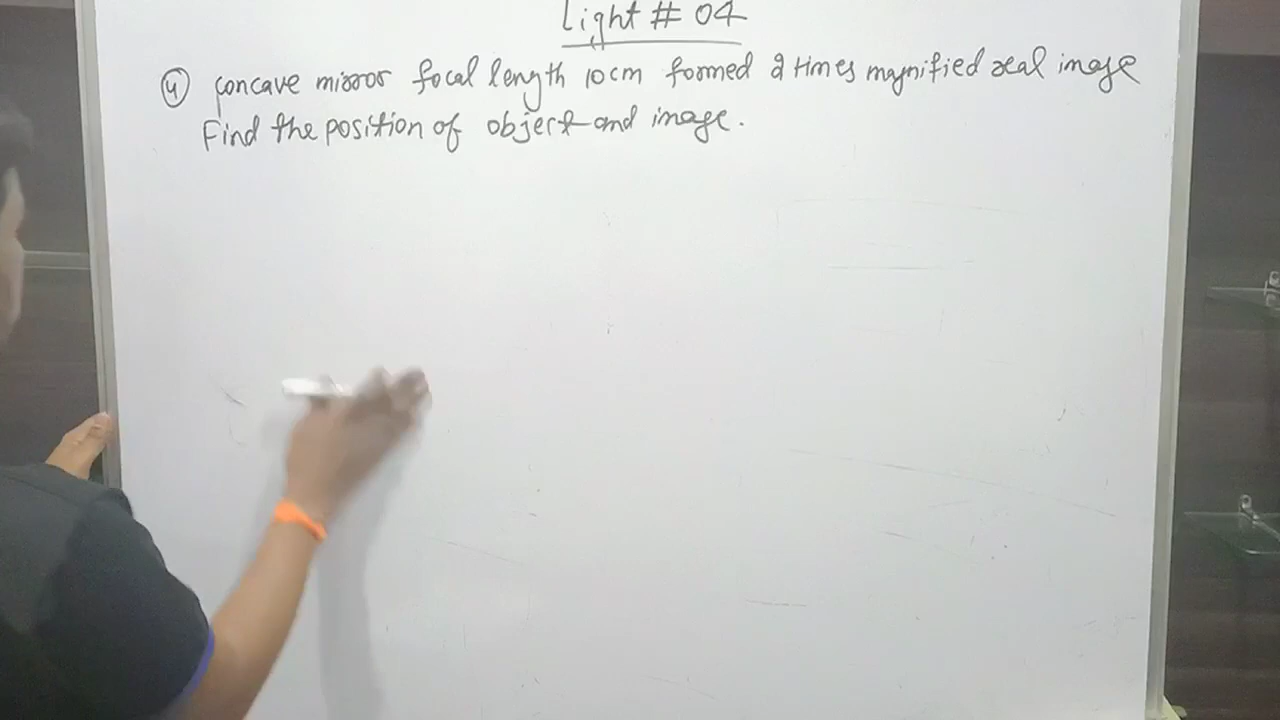 Light # 04
(4) concave mirror focal length 10cm formed 2 times magnified real image
Find the position of object and image.